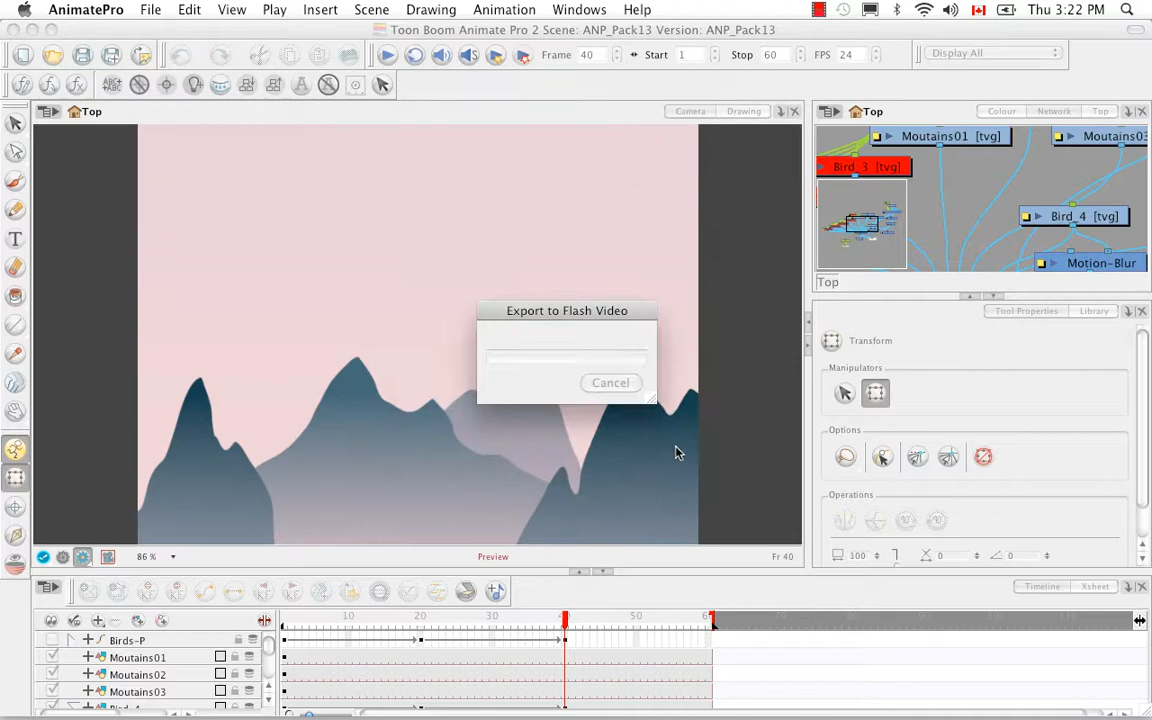 AnimatePro File Edit View Play Insert Scene Drawing Animation Windows Help Thu 3:22 PM
Toon Boom Animate Pro 2 Scene: ANP_Pack13 Version: ANP_Pack13
Frame 40 Start 1 Stop 60 FPS 24 Display All
Top Camera Drawing
Top Colour Network Top
Moutains01 [tvg] Moutains03
Bird_3 [tvg]
Bird_4 [tvg]
Motion-Blur
Top
Export to Flash Video
Cancel
Tool Properties Library
Transform
Manipulators
Options
Operations
100 0 0
86 % Preview Fr 40
Timeline Xsheet
10 20 30 50
Birds-P
Moutains01
Moutains02
Moutains03